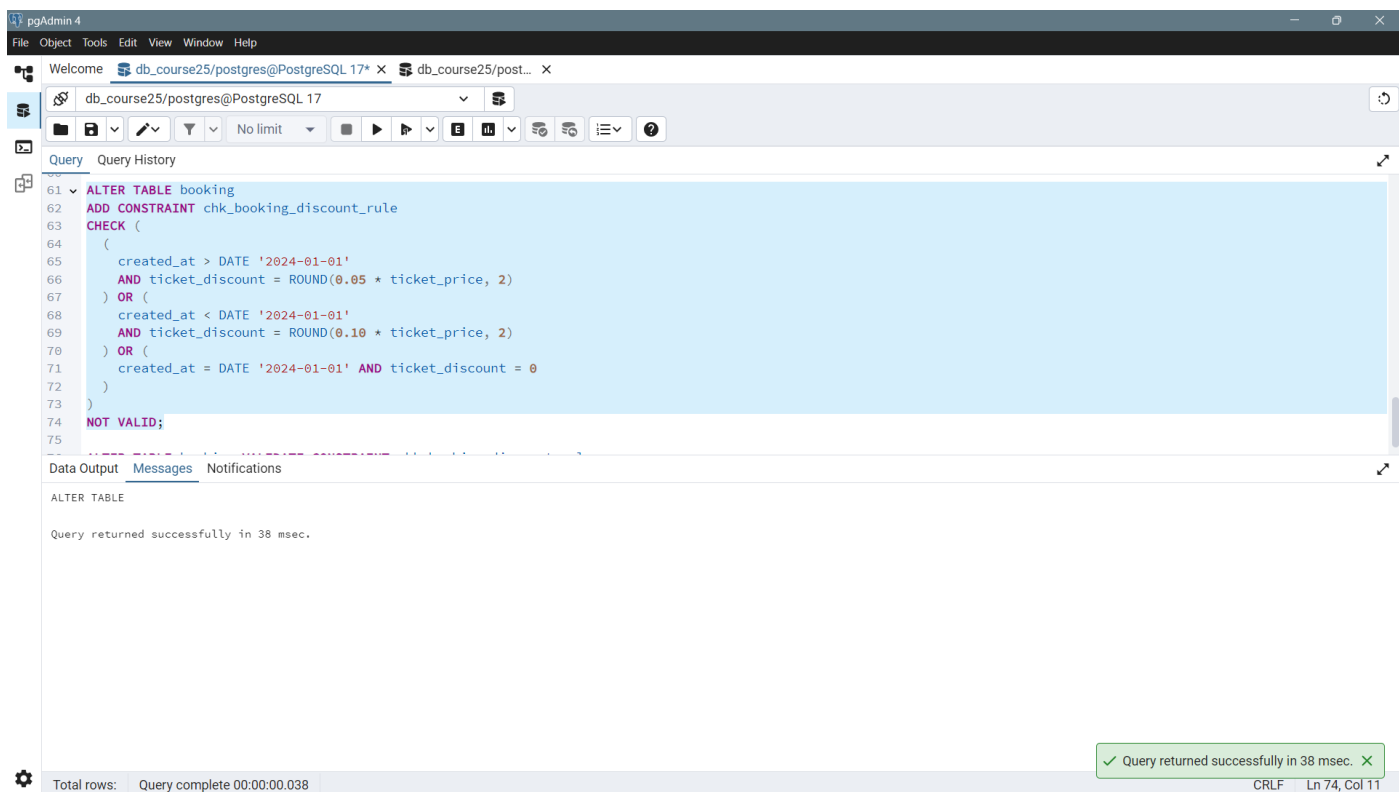 pgAdmin 4
File Object Tools Edit View Window Help
Welcome db_course25/postgres@PostgreSQL 17* db_course25/post...
db_course25/postgres@PostgreSQL 17
No limit
Query Query History
61 ALTER TABLE booking
62 ADD CONSTRAINT chk_booking_discount_rule
63 CHECK (
64 (
65 created_at > DATE '2024-01-01'
66 AND ticket_discount = ROUND(0.05 * ticket_price, 2)
67 ) OR (
68 created_at < DATE '2024-01-01'
69 AND ticket_discount = ROUND(0.10 * ticket_price, 2)
70 ) OR (
71 created_at = DATE '2024-01-01' AND ticket_discount = 0
72 )
73 )
74 NOT VALID;
75
Data Output Messages Notifications
ALTER TABLE
Query returned successfully in 38 msec.
Query returned successfully in 38 msec.
Total rows: Query complete 00:00:00.038 CRLF Ln 74, Col 11